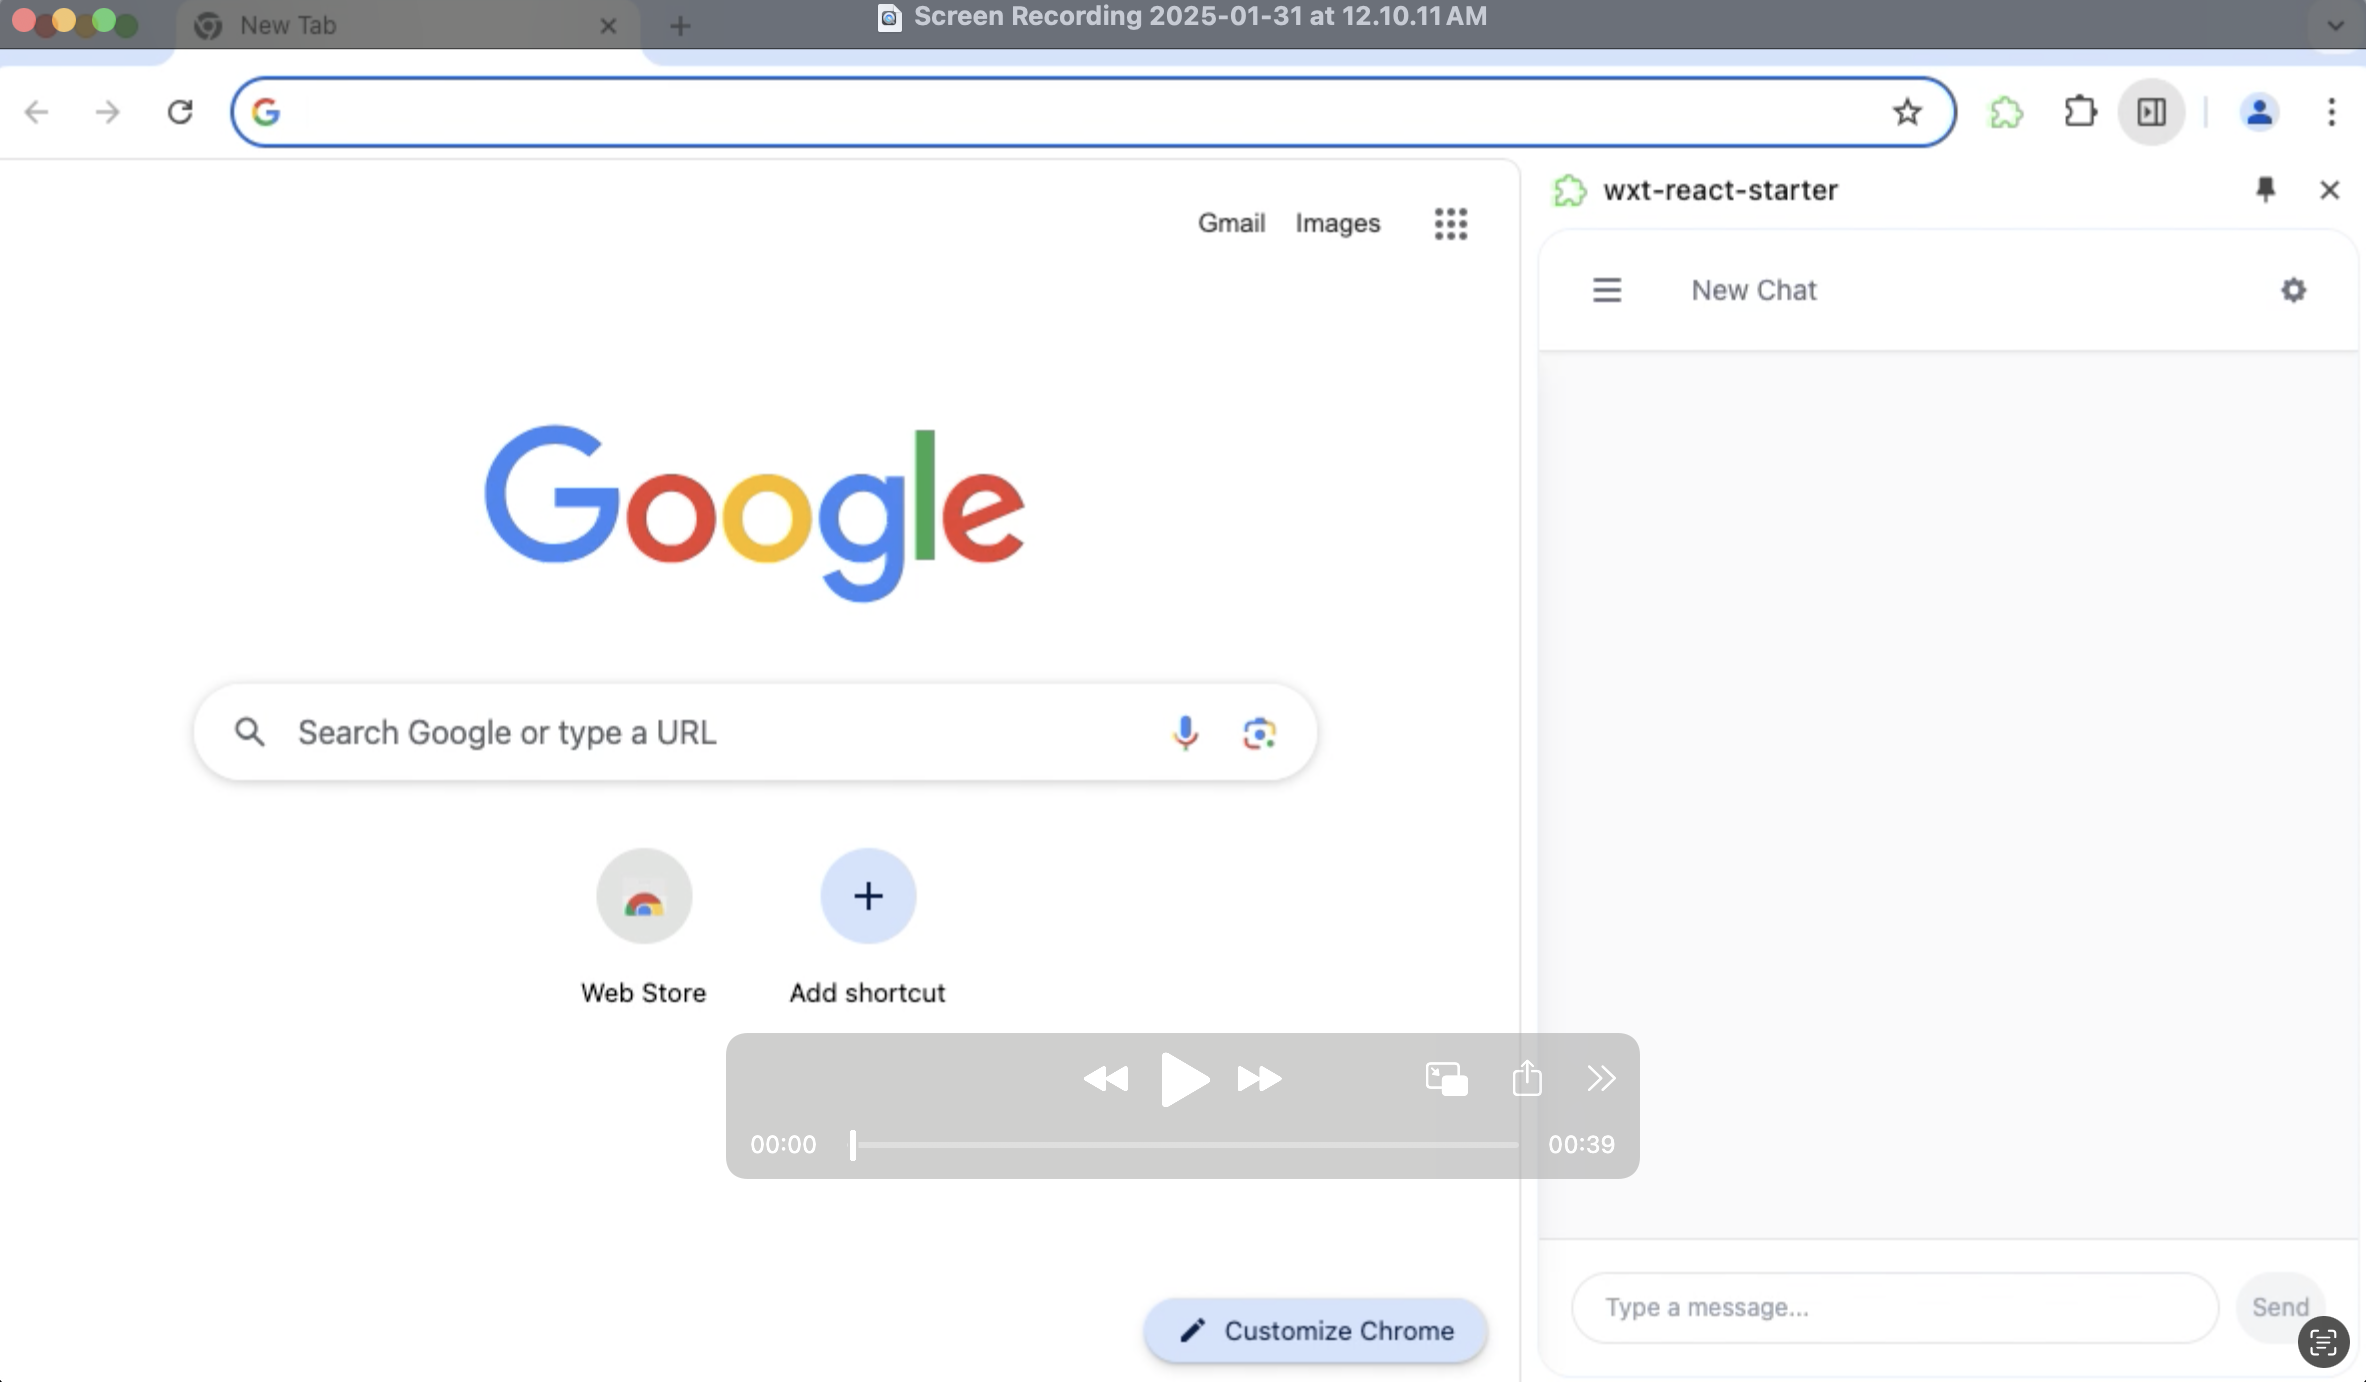 New Tab
Screen Recording 2025-01-31 at 12.10.11 AM
wxt-react-starter
Gmail Images
New Chat
Google
Search Google or type a URL
Web Store
Add shortcut
00:00
00:39
Customize Chrome
Type a message...
Send